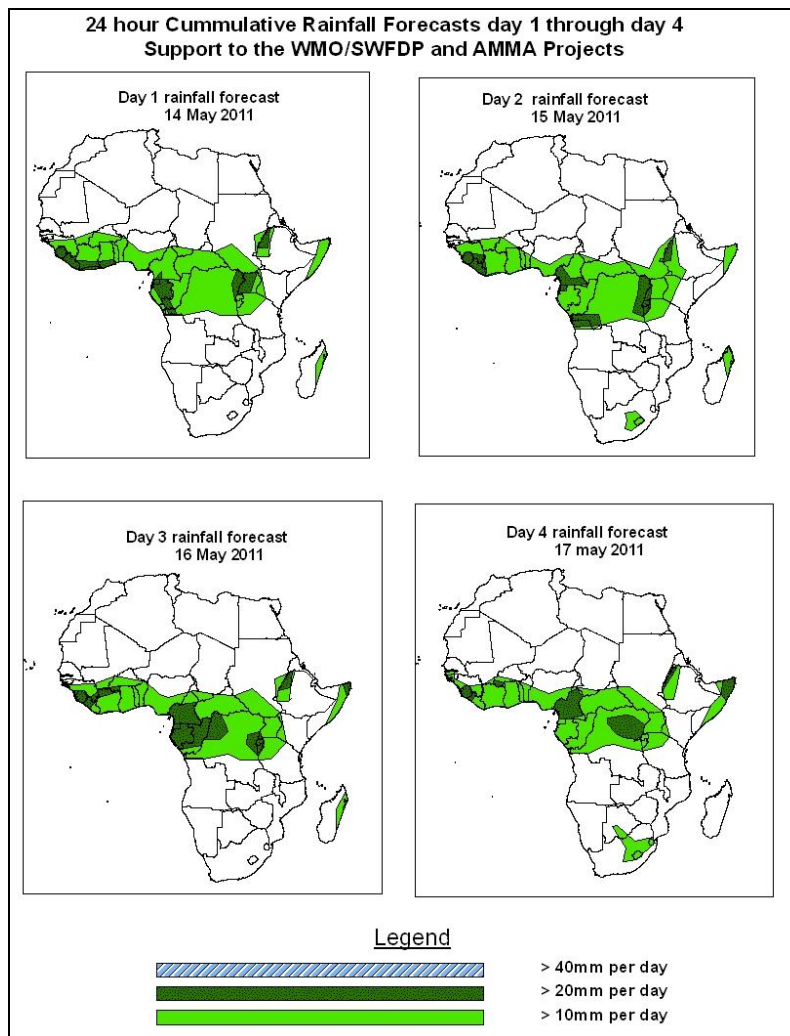 24 hour Cummulative Rainfall Forecasts day 1 through day 4
Support to the WMO/SWFDP and AMMA Projects
Day 1 rainfall forecast
14 May 2011
Day 2 rainfall forecast
15 May 2011
Day 3 rainfall forecast
16 May 2011
Day 4 rainfall forecast
17 may 2011
Legend
> 40mm per day
> 20mm per day
> 10mm per day